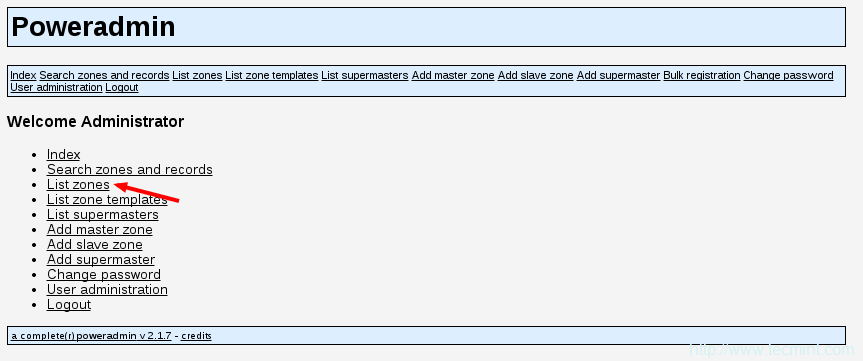 Poweradmin
Index Search zones and records List zones List zone templates List supermasters Add master zone Add slave zone Add supermaster Bulk registration Change password
User administration Logout
Welcome Administrator
Index
Search zones and records
List zones
List zone templates
List supermasters
Add master zone
Add slave zone
Add supermaster
Change password
User administration
Logout
a complete(r) poweradmin v 2.1.7 - credits
http://www.tecmint.com